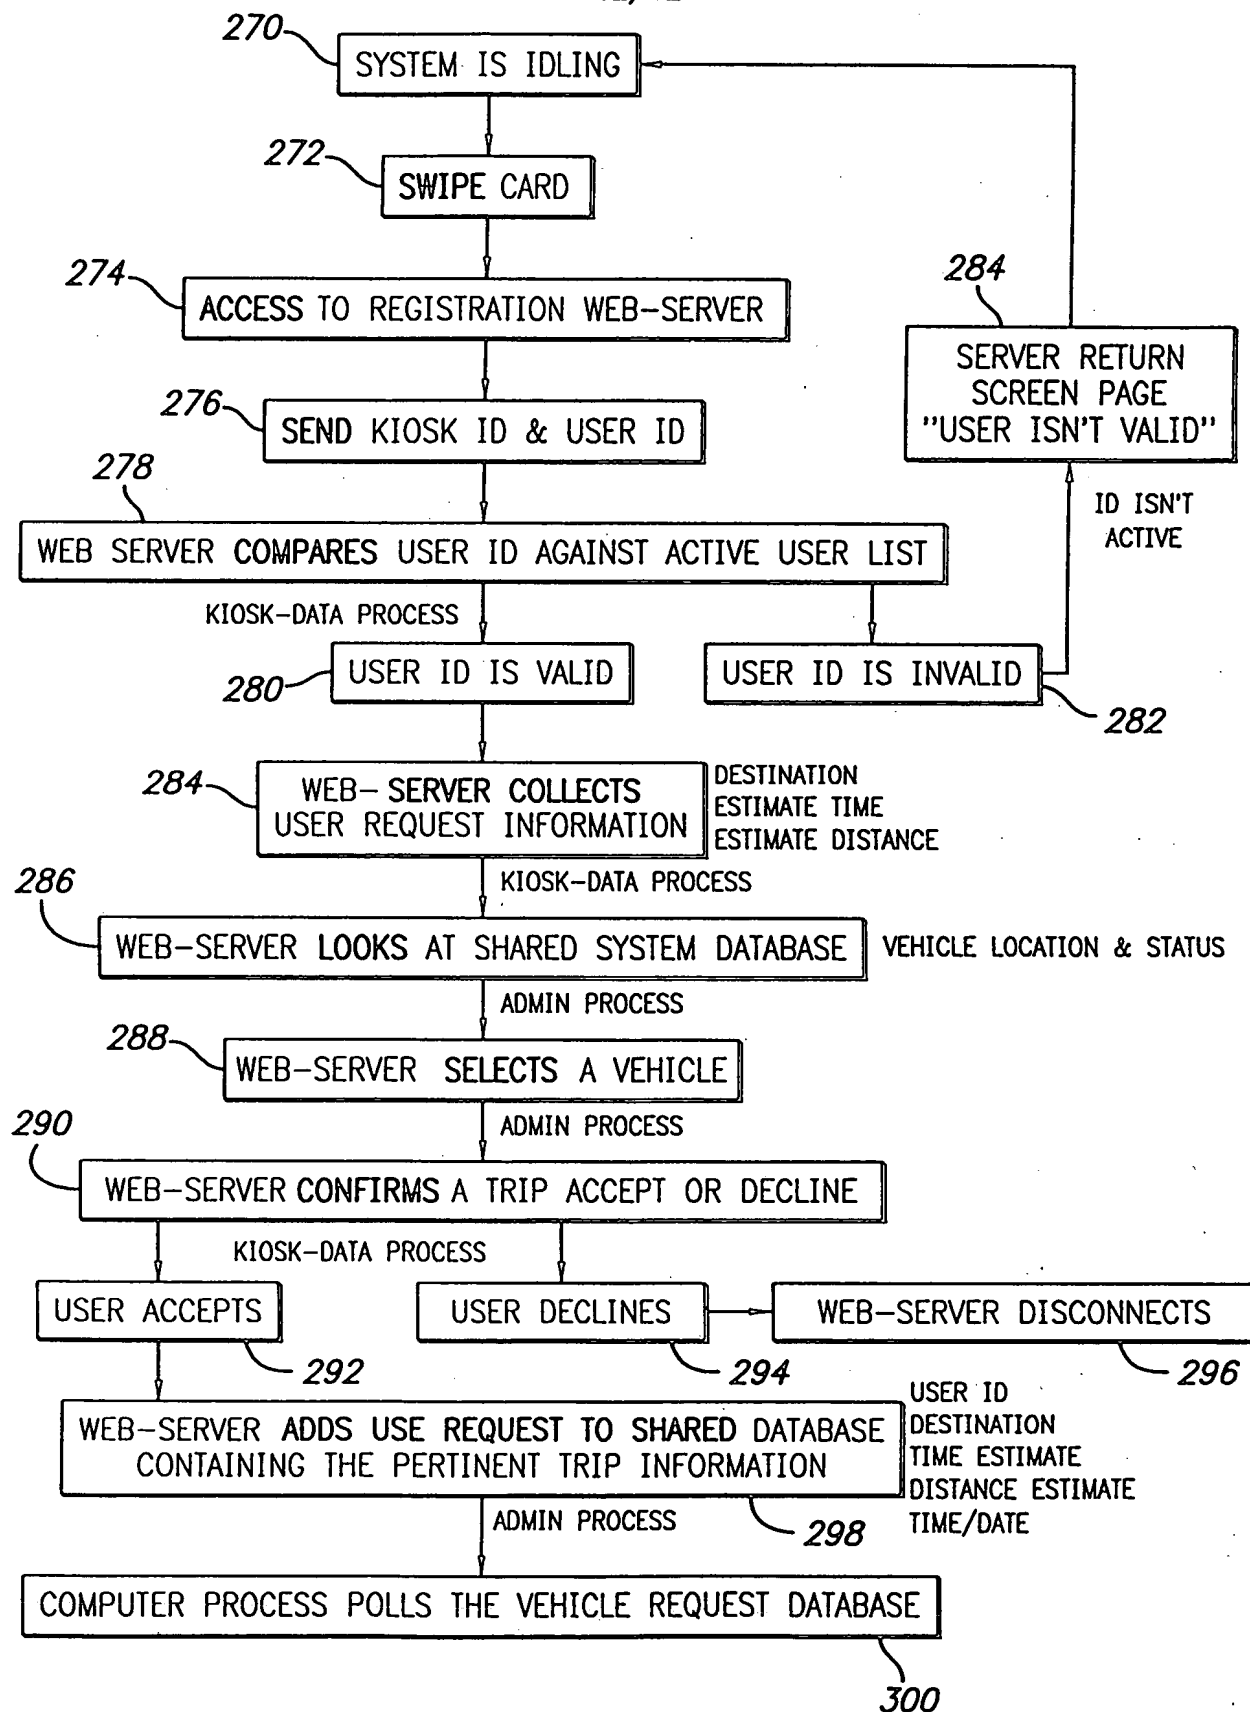 270
SYSTEM IS IDLING
272
SWIPE CARD
274
ACCESS TO REGISTRATION WEB-SERVER
284
SERVER RETURN
SCREEN PAGE
"USER ISN'T VALID"
276
SEND KIOSK ID & USER ID
278
ID ISN'T
ACTIVE
WEB SERVER COMPARES USER ID AGAINST ACTIVE USER LIST
KIOSK-DATA PROCESS
USER ID IS VALID
280
USER ID IS INVALID
282
284
WEB- SERVER COLLECTS
USER REQUEST INFORMATION
DESTINATION
ESTIMATE TIME
ESTIMATE DISTANCE
KIOSK-DATA PROCESS
286
WEB-SERVER LOOKS AT SHARED SYSTEM DATABASE
VEHICLE LOCATION & STATUS
ADMIN PROCESS
288
WEB-SERVER SELECTS A VEHICLE
ADMIN PROCESS
290
WEB-SERVER CONFIRMS A TRIP ACCEPT OR DECLINE
KIOSK-DATA PROCESS
USER ACCEPTS
USER DECLINES
WEB-SERVER DISCONNECTS
292
294
296
WEB-SERVER ADDS USE REQUEST TO SHARED DATABASE
CONTAINING THE PERTINENT TRIP INFORMATION
USER ID
DESTINATION
TIME ESTIMATE
DISTANCE ESTIMATE
TIME/DATE
ADMIN PROCESS
298
COMPUTER PROCESS POLLS THE VEHICLE REQUEST DATABASE
300